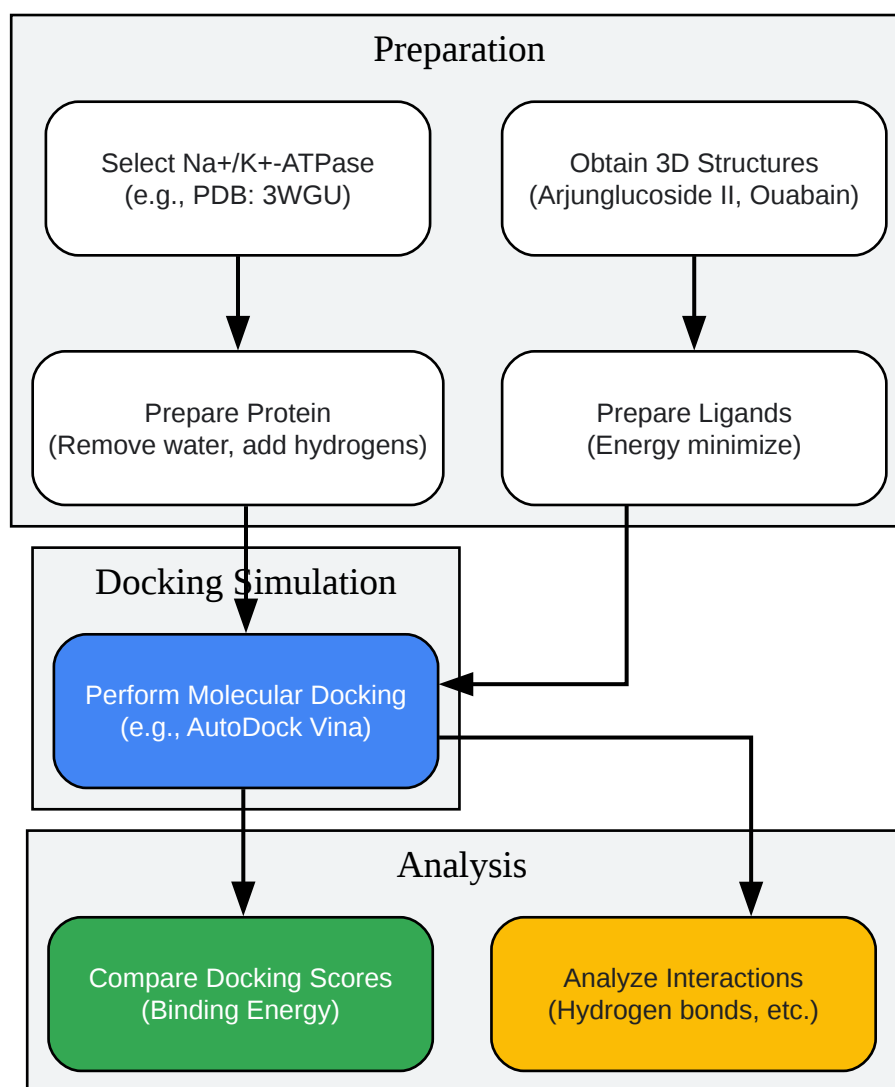 Preparation
Select Na+/K+-ATPase
(e.g., PDB: 3WGU)
Obtain 3D Structures
(Arjunglucoside II, Ouabain)
Prepare Protein
(Remove water, add hydrogens)
Prepare Ligands
(Energy minimize)
Docking Simulation
Perform Molecular Docking
(e.g., AutoDock Vina)
Analysis
Compare Docking Scores
(Binding Energy)
Analyze Interactions
(Hydrogen bonds, etc.)